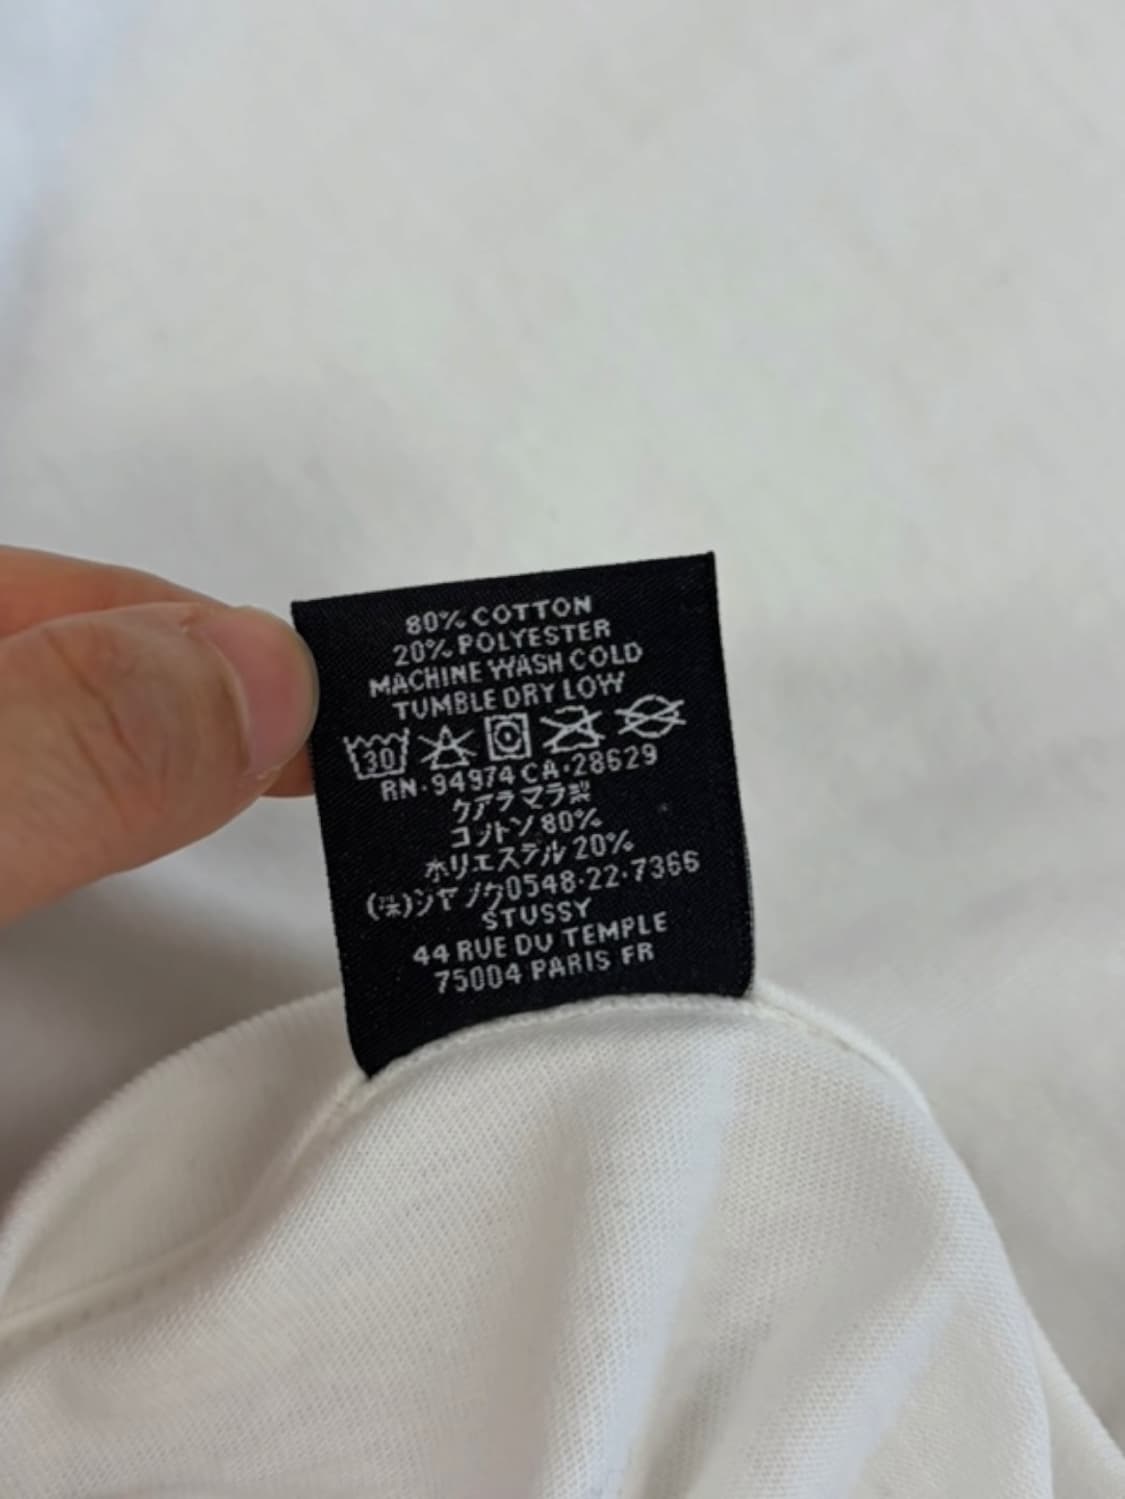 80% COTTON
20% POLYESTER
MACHINE WASH COLD
TUMBLE DRY LOW
30
RN·94974 CA·28629
クアラマラ製
コットン 80%
ホリエステル 20%
(株)シヤノク0548·22·7366
STUSSY
44 RUE DU TEMPLE
75004 PARIS FR